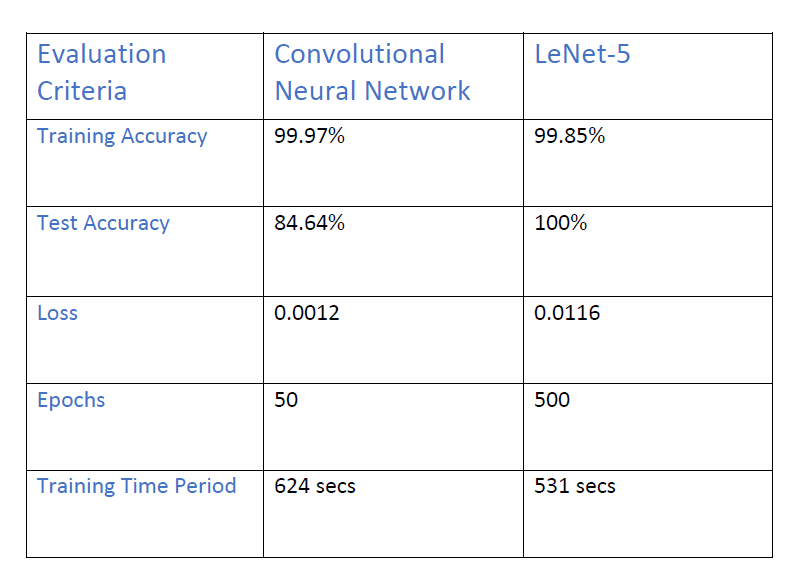 Evaluation Criteria
Convolutional Neural Network
LeNet-5
Training Accuracy
99.97%
99.85%
Test Accuracy
84.64%
100%
Loss
0.0012
0.0116
Epochs
50
500
Training Time Period
624 secs
531 secs